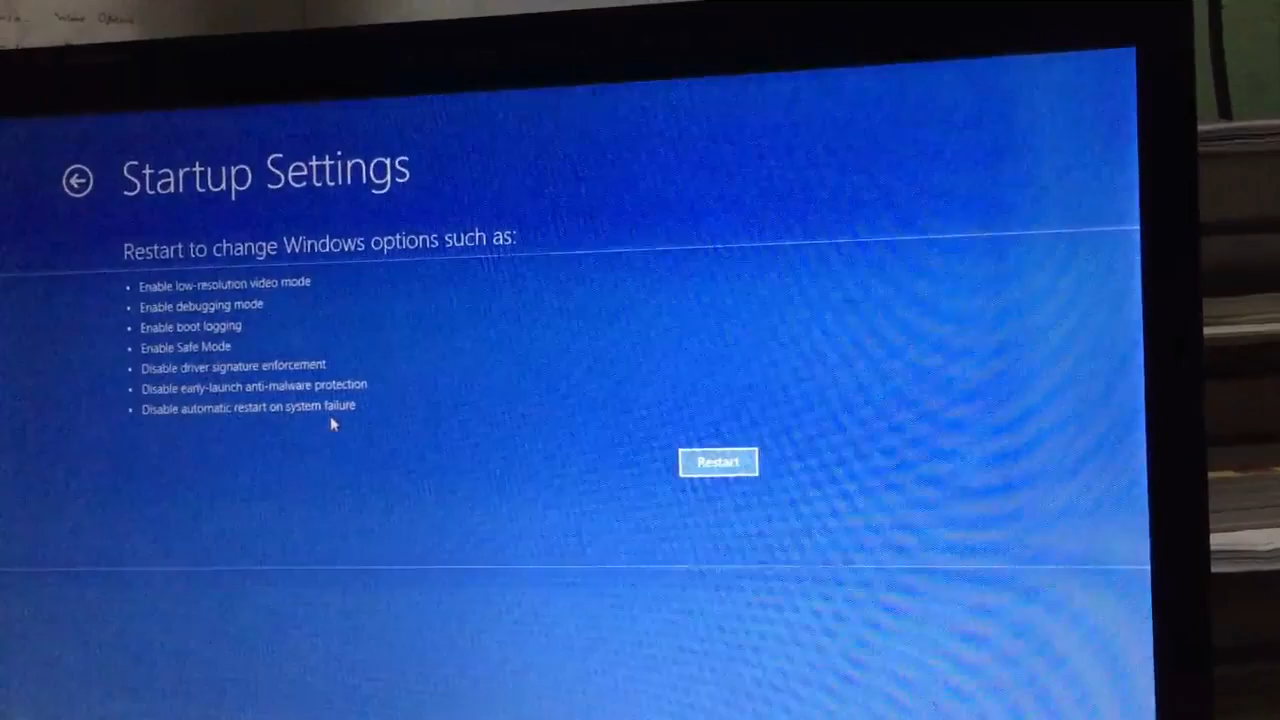 Startup Settings
Restart to change Windows options such as:
Enable low-resolution video mode
Enable debugging mode
Enable boot logging
Enable Safe Mode
Disable driver signature enforcement
Disable early-launch anti-malware protection
Disable automatic restart on system failure
Restart